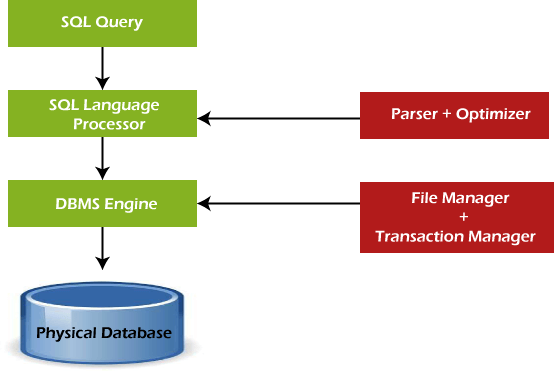 SQL Query
SQL Language
Processor
Parser + Optimizer
DBMS Engine
File Manager
+
Transaction Manager
Physical Database